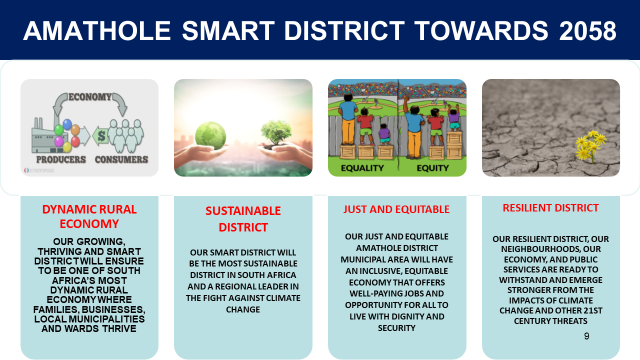 AMATHOLE SMART DISTRICT TOWARDS 2058
ECONOMY
$
PRODUCERS CONSUMERS
EQUALITY
EQUITY
DYNAMIC RURAL
ECONOMY
OUR GROWING,
THRIVING AND SMART
DISTRICT WILL ENSURE
TO BE ONE OF SOUTH
AFRICA'S MOST
DYNAMIC RURAL
ECONOMY WHERE
FAMILIES, BUSINESSES,
LOCAL MUNICIPALITIES
AND WARDS THRIVE
SUSTAINABLE
DISTRICT
OUR SMART DISTRICT WILL
BE THE MOST SUSTAINABLE
DISTRICT IN SOUTH AFRICA
AND A REGIONAL LEADER IN
THE FIGHT AGAINST CLIMATE
CHANGE
JUST AND EQUITABLE
OUR JUST AND EQUITABLE
AMATHOLE DISTRICT
MUNICIPAL AREA WILL HAVE
AN INCLUSIVE, EQUITABLE
ECONOMY THAT OFFERS
WELL-PAYING JOBS AND
OPPORTUNITY FOR ALL TO
LIVE WITH DIGNITY AND
SECURITY
RESILIENT DISTRICT
OUR RESILIENT DISTRICT, OUR
NEIGHBOURHOODS, OUR
ECONOMY, AND PUBLIC
SERVICES ARE READY TO
WITHSTAND AND EMERGE
STRONGER FROM THE
IMPACTS OF CLIMATE
CHANGE AND OTHER 21ST
CENTURY THREATS
9